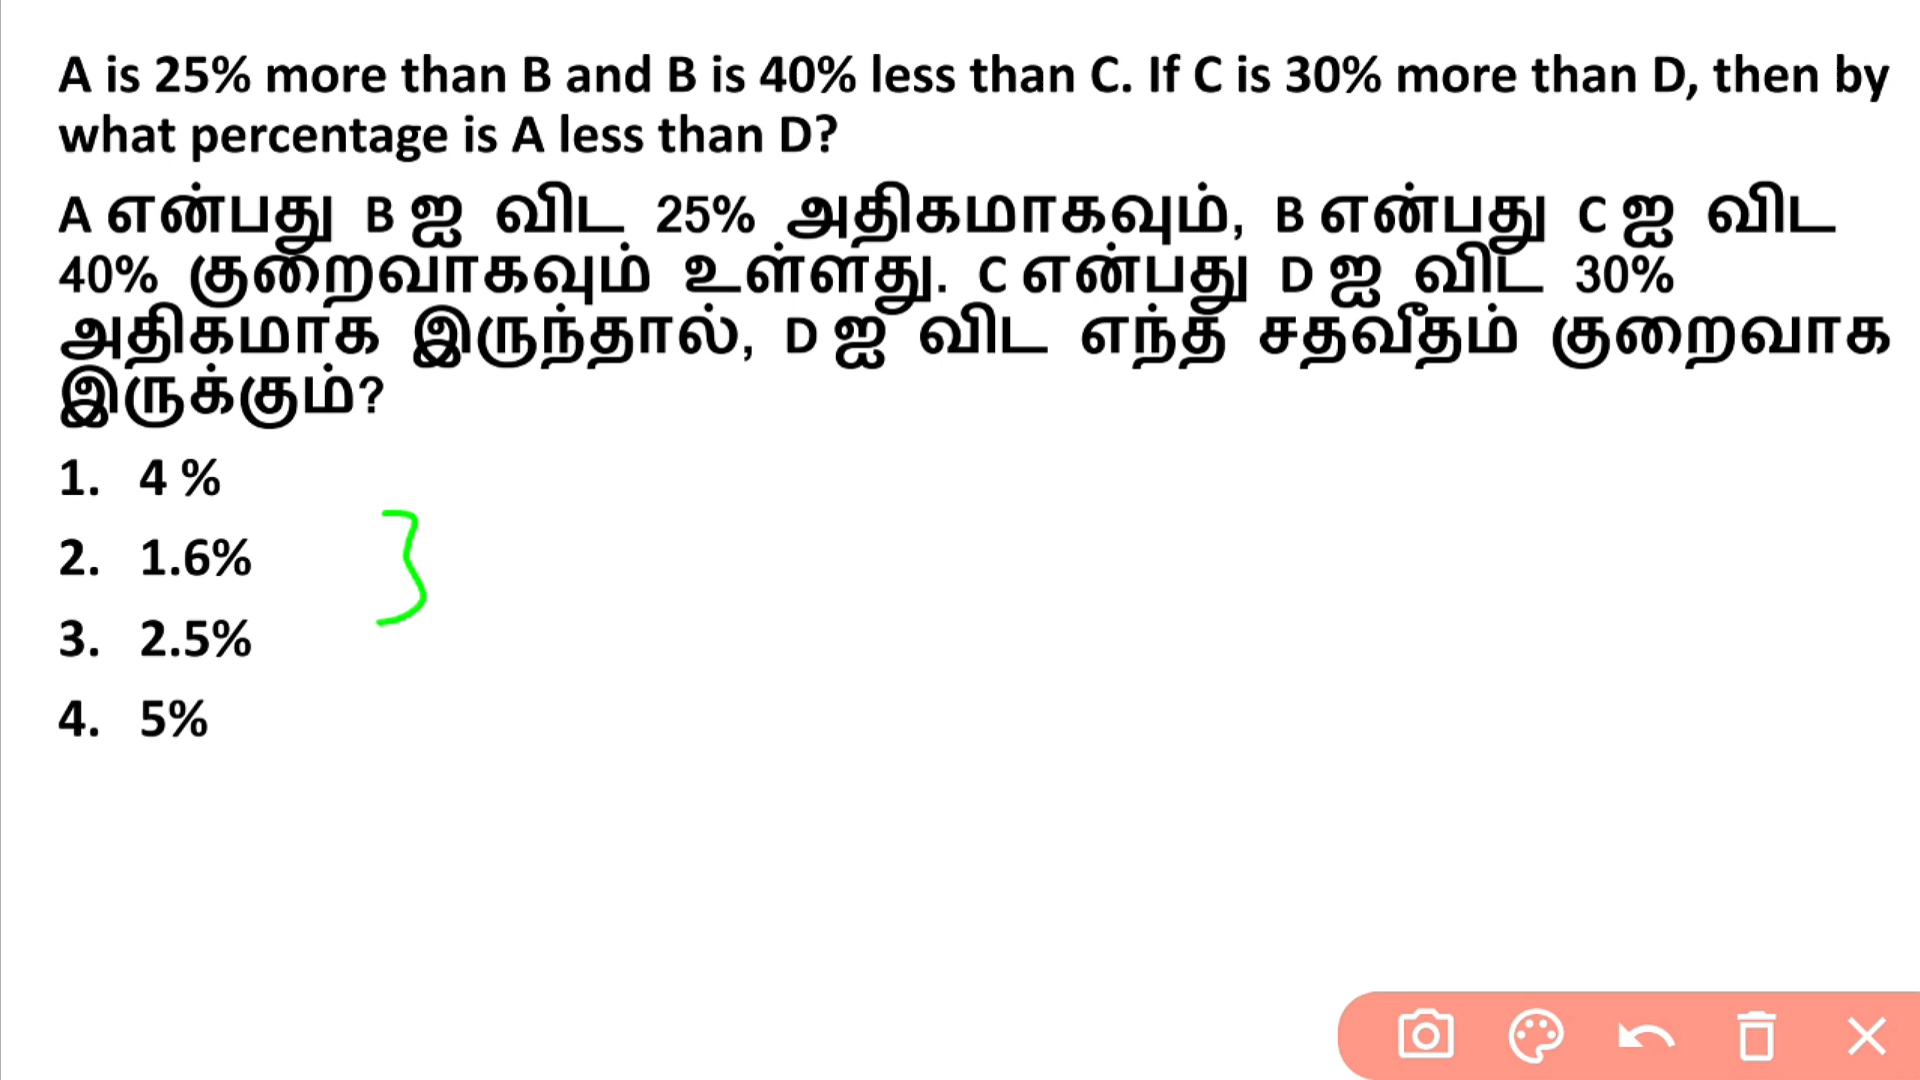 A is 25% more than B and B is 40% less than C. If C is 30% more than D, then by
what percentage is A less than D?
A என்பது B ஐ விட 25% அதிகமாகவும், B என்பது C ஐ விட
40% குறைவாகவும் உள்ளது. C என்பது D ஐ விட 30%
அதிகமாக இருந்தால், D ஐ விட எந்த சதவீதம் குறைவாக
இருக்கும்?
1. 4 %
2. 1.6%
3. 2.5%
4. 5%